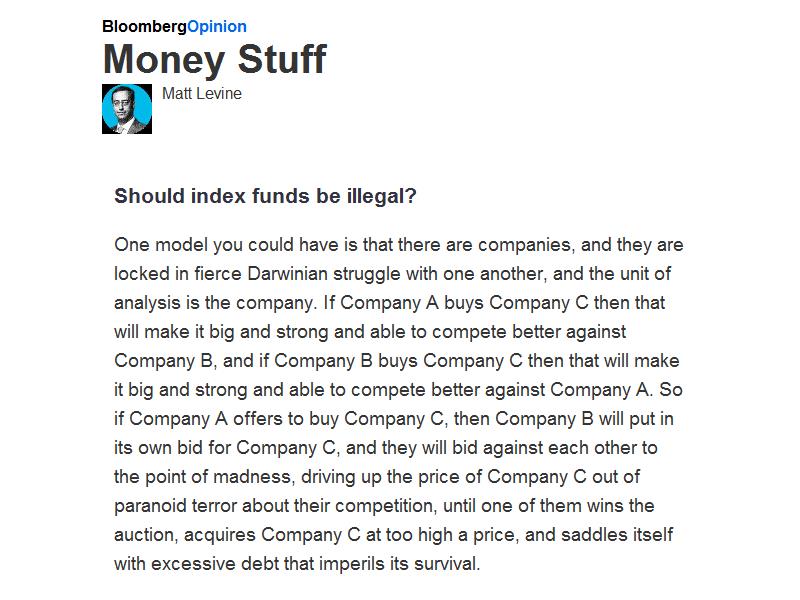 BloombergOpinion
Money Stuff
Matt Levine
Should index funds be illegal?
One model you could have is that there are companies, and they are
locked in fierce Darwinian struggle with one another, and the unit of
analysis is the company. If Company A buys Company C then that
will make it big and strong and able to compete better against
Company B, and if Company B buys Company C then that will make
it big and strong and able to compete better against Company A. So
if Company A offers to buy Company C, then Company B will put in
its own bid for Company C, and they will bid against each other to
the point of madness, driving up the price of Company C out of
paranoid terror about their competition, until one of them wins the
auction, acquires Company C at too high a price, and saddles itself
with excessive debt that imperils its survival.